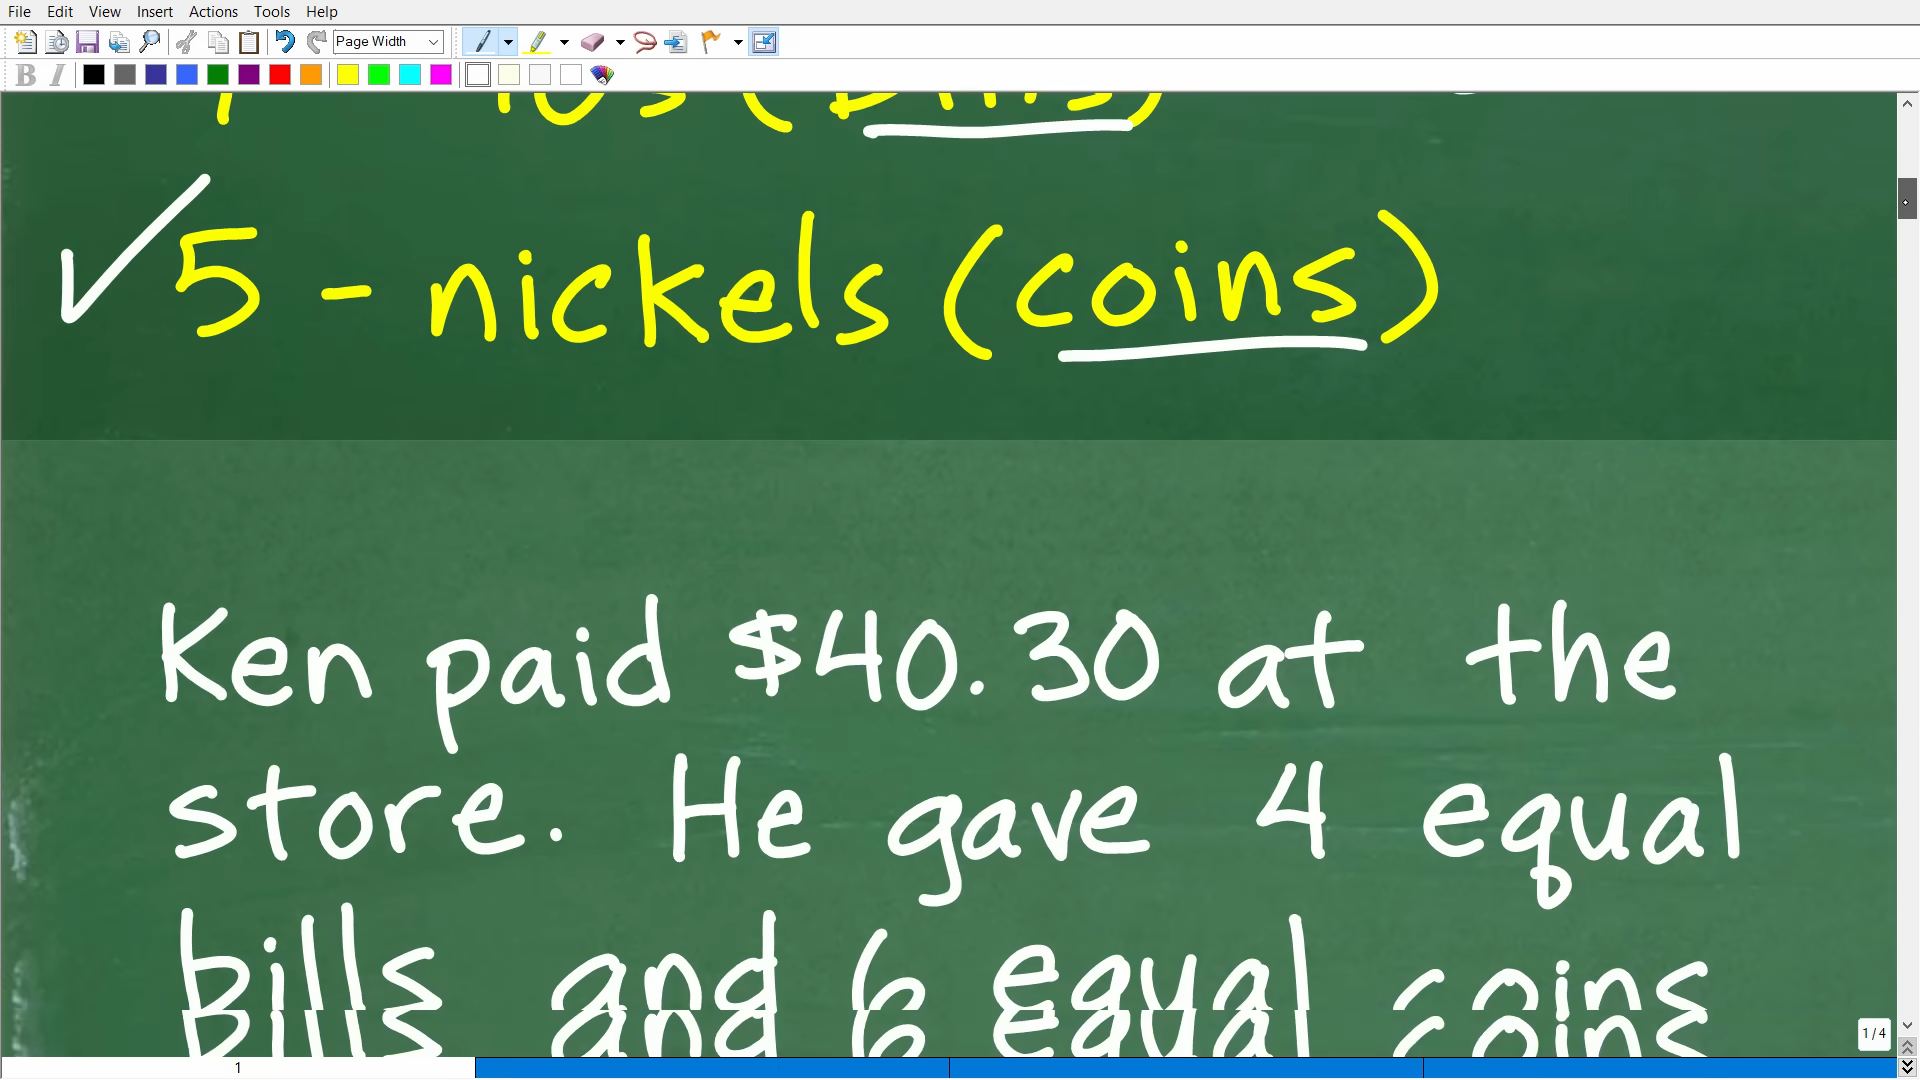 File Edit View Insert Actions Tools Help
Page Width
B I
5 - nickels (coins)
Ken paid $40.30 at the
store. He gave 4 equal
bills and 6 equal coins
1 / 4
1